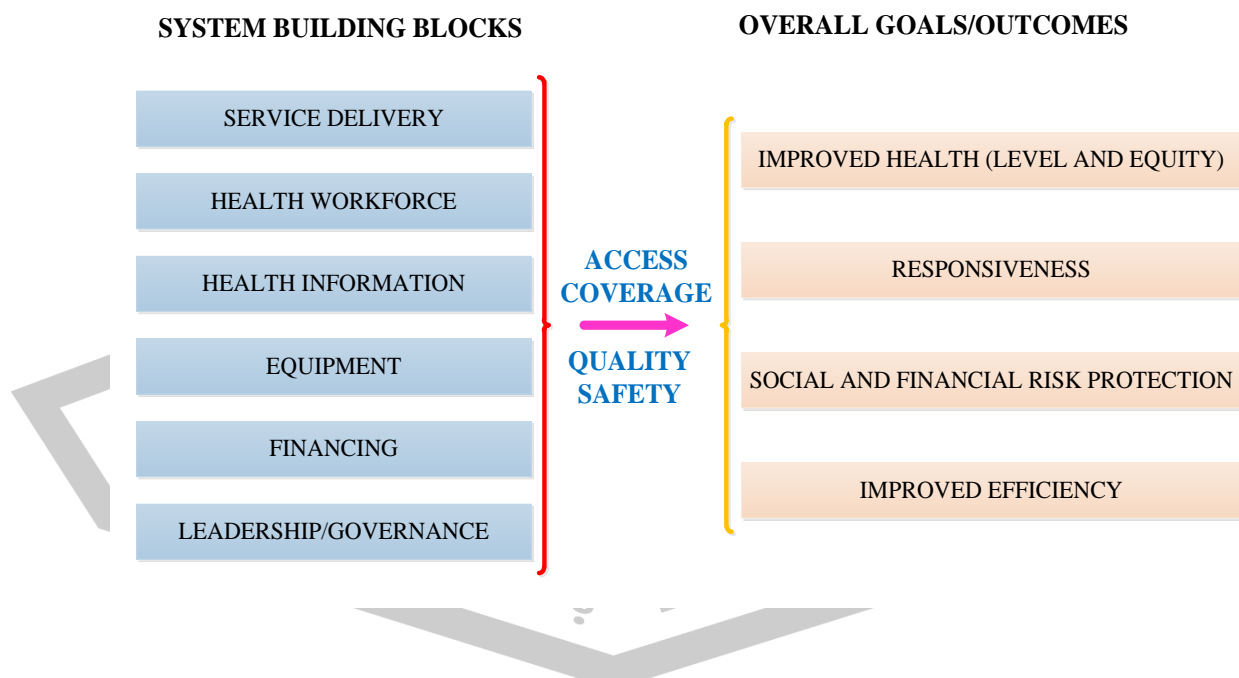 SYSTEM BUILDING BLOCKS
OVERALL GOALS/OUTCOMES
SERVICE DELIVERY
HEALTH WORKFORCE
HEALTH INFORMATION
EQUIPMENT
FINANCING
LEADERSHIP/GOVERNANCE
ACCESS
COVERAGE
QUALITY
SAFETY
IMPROVED HEALTH (LEVEL AND EQUITY)
RESPONSIVENESS
SOCIAL AND FINANCIAL RISK PROTECTION
IMPROVED EFFICIENCY